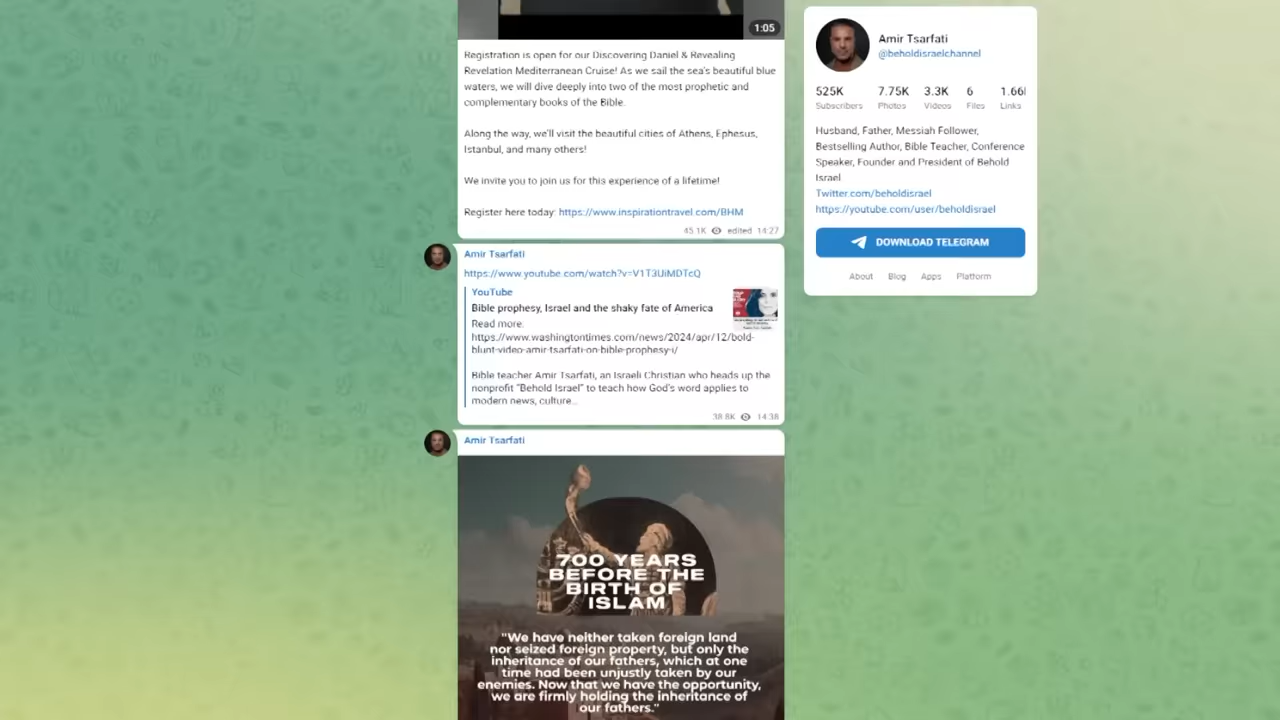 1:05
Registration is open for our Discovering Daniel & Revealing
Revelation Mediterranean Cruise! As we sail the sea's beautiful blue
waters, we will dive deeply into two of the most prophetic and
complementary books of the Bible.
Along the way, we'll visit the beautiful cities of Athens, Ephesus,
Istanbul, and many others!
We invite you to join us for this experience of a lifetime!
Register here today: https://www.inspirationtravel.com/BHM
45.1K edited 14:27
Amir Tsarfati
https://www.youtube.com/watch?v=V1T3UiMDTcQ
YouTube
Bible prophesy, Israel and the shaky fate of America
Read more:
https://www.washingtontimes.com/news/2024/apr/12/bold-
blunt-video-amir-tsarfati-on-bible-prophesy-i/
Bible teacher Amir Tsarfati, an Israeli Christian who heads up the
nonprofit "Behold Israel" to teach how God's word applies to
modern news, culture…
38.8K 14:38
Amir Tsarfati
700 YEARS
BEFORE THE
BIRTH OF
ISLAM
"We have neither taken foreign land
nor seized foreign property, but only the
inheritance of our fathers, which at one
time had been unjustly taken by our
enemies. Now that we have the opportunity,
we are firmly holding the inheritance of
our fathers."
Amir Tsarfati
@beholdisraelchannel
525K 7.75K 3.3K 6 1.66
Subscribers Photos Videos Files Links
Husband, Father, Messiah Follower,
Bestselling Author, Bible Teacher, Conference
Speaker, Founder and President of Behold
Israel
Twitter.com/beholdisrael
https://youtube.com/user/beholdisrael
DOWNLOAD TELEGRAM
About Blog Apps Platform